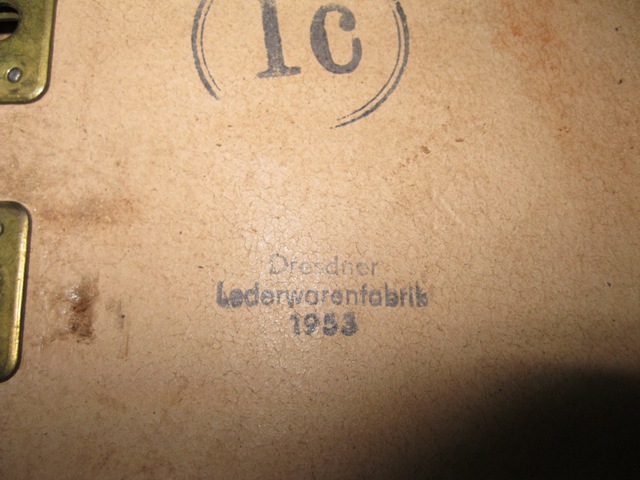 1c
Dresdner
Lederwarenfabrik
1953